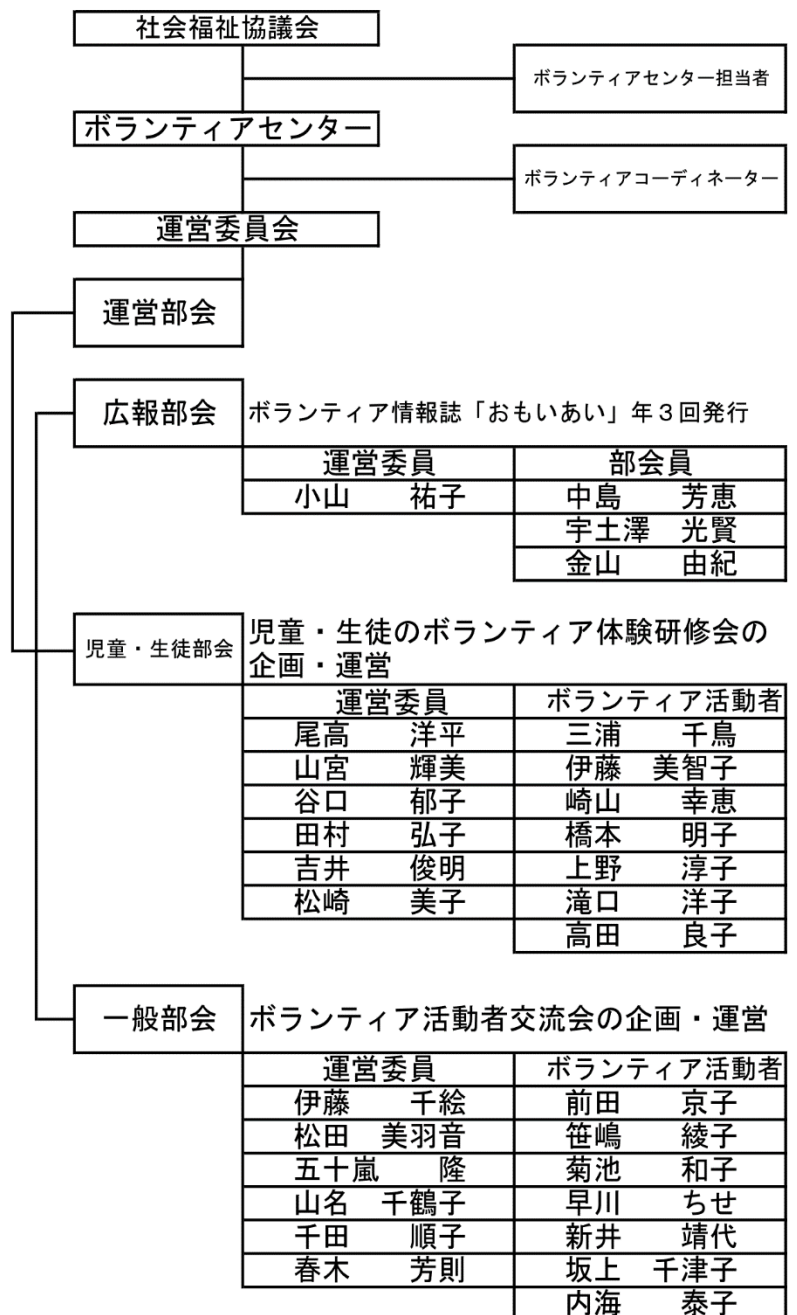 社会福祉協議会
ボランティアセンター担当者
ボランティアセンター
ボランティアコーディネーター
運営委員会
運営部会
広報部会 ボランティア情報誌「おもいあい」年３回発行
運営委員 部会員
小山 祐子 中島 芳恵
宇土澤 光賢
金山 由紀
児童・生徒部会 児童・生徒のボランティア体験研修会の
企画・運営
運営委員 ボランティア活動者
尾高 洋平 三浦 千鳥
山宮 輝美 伊藤 美智子
谷口 郁子 崎山 幸恵
田村 弘子 橋本 明子
吉井 俊明 上野 淳子
松崎 美子 滝口 洋子
高田 良子
一般部会 ボランティア活動者交流会の企画・運営
運営委員 ボランティア活動者
伊藤 千絵 前田 京子
松田 美羽音 笹嶋 綾子
五十嵐 隆 菊池 和子
山名 千鶴子 早川 ちせ
千田 順子 新井 靖代
春木 芳則 坂上 千津子
内海 泰子